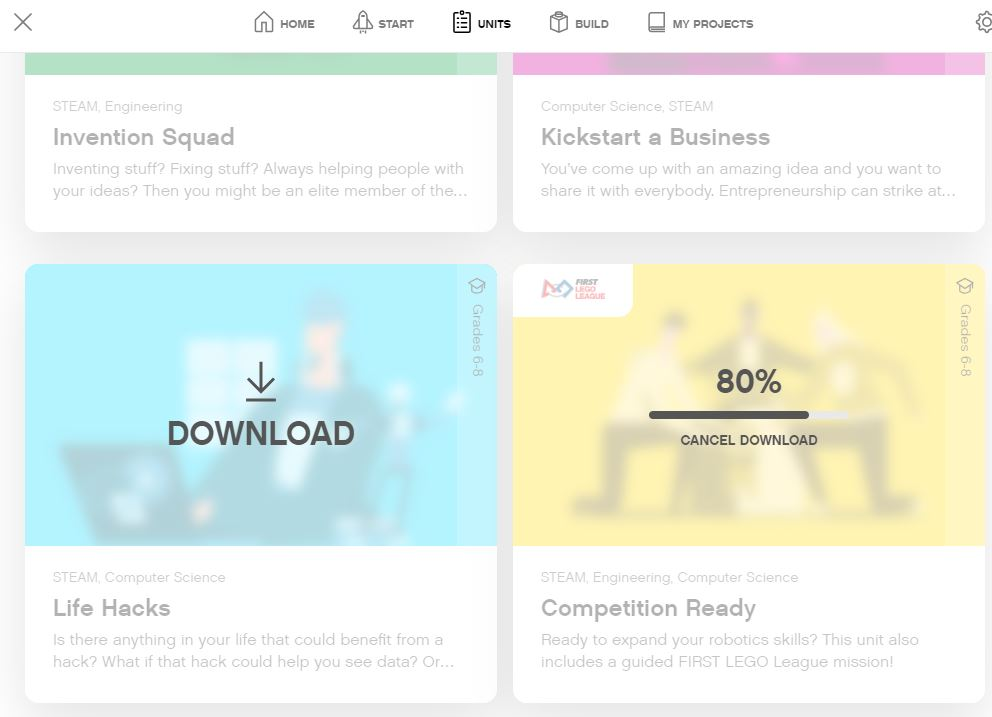 HOME
START
UNITS
BUILD
MY PROJECTS
STEAM, Engineering
Invention Squad
Inventing stuff? Fixing stuff? Always helping people with
your ideas? Then you might be an elite member of the...
Computer Science, STEAM
Kickstart a Business
You've come up with an amazing idea and you want to
share it with everybody. Entrepreneurship can strike at...
Grades 6-8
DOWNLOAD
STEAM, Computer Science
Life Hacks
Is there anything in your life that could benefit from a
hack? What if that hack could help you see data? Or...
FIRST
LEGO
LEAGUE
Grades 6-8
80%
CANCEL DOWNLOAD
STEAM, Engineering, Computer Science
Competition Ready
Ready to expand your robotics skills? This unit also
includes a guided FIRST LEGO League mission!